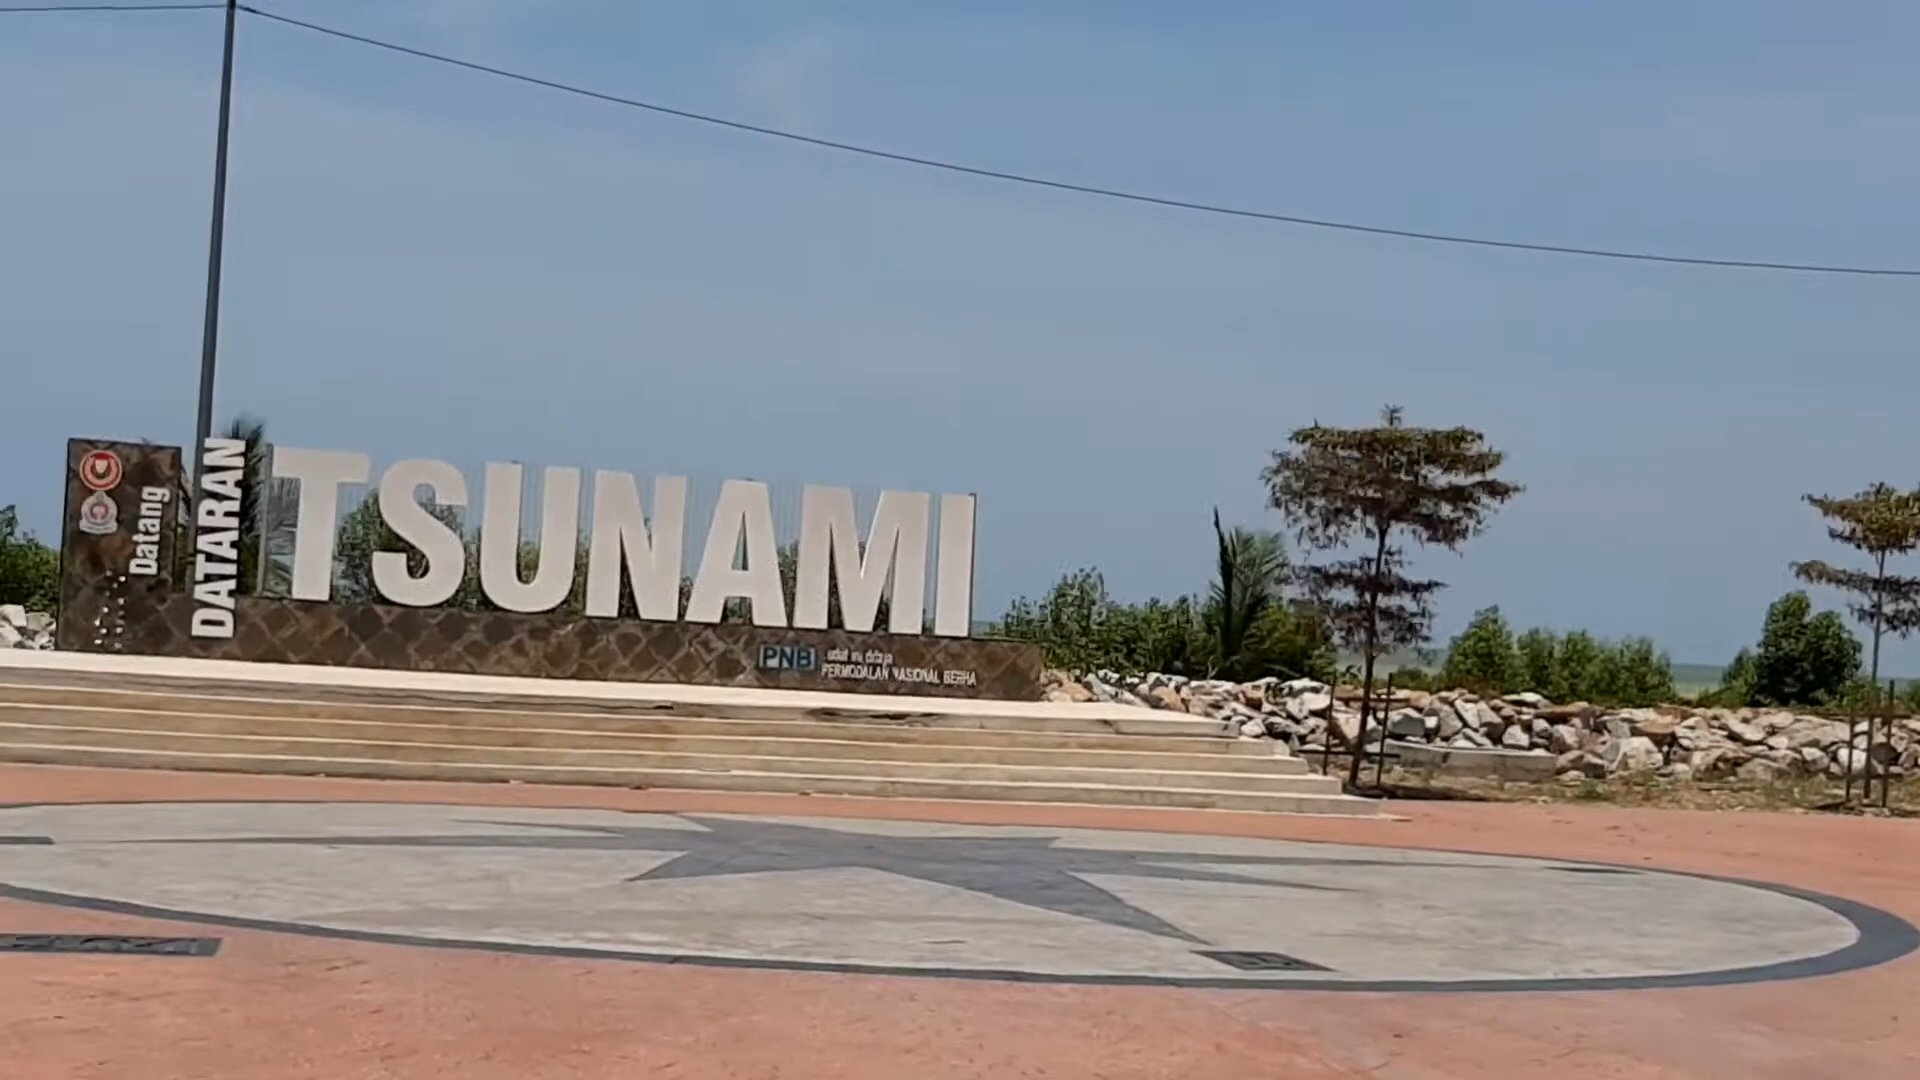 Datang
DATARAN
TSUNAMI
PNB
PERMODALAN NASIONAL BERHA